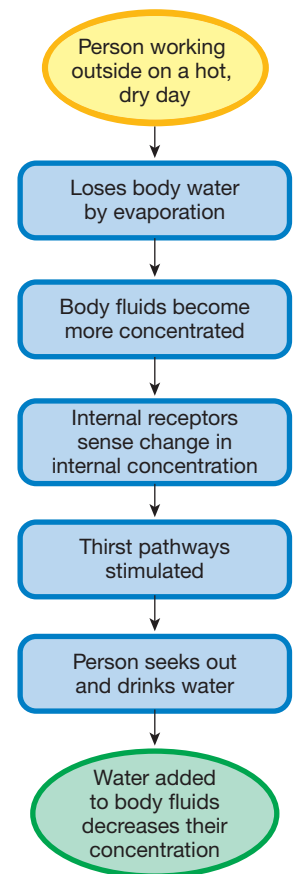 Person working
outside on a hot,
dry day
Loses body water
by evaporation
Body fluids become
more concentrated
Internal receptors
sense change in
internal concentration
Thirst pathways
stimulated
Person seeks out
and drinks water
Water added
to body fluids
decreases their
concentration